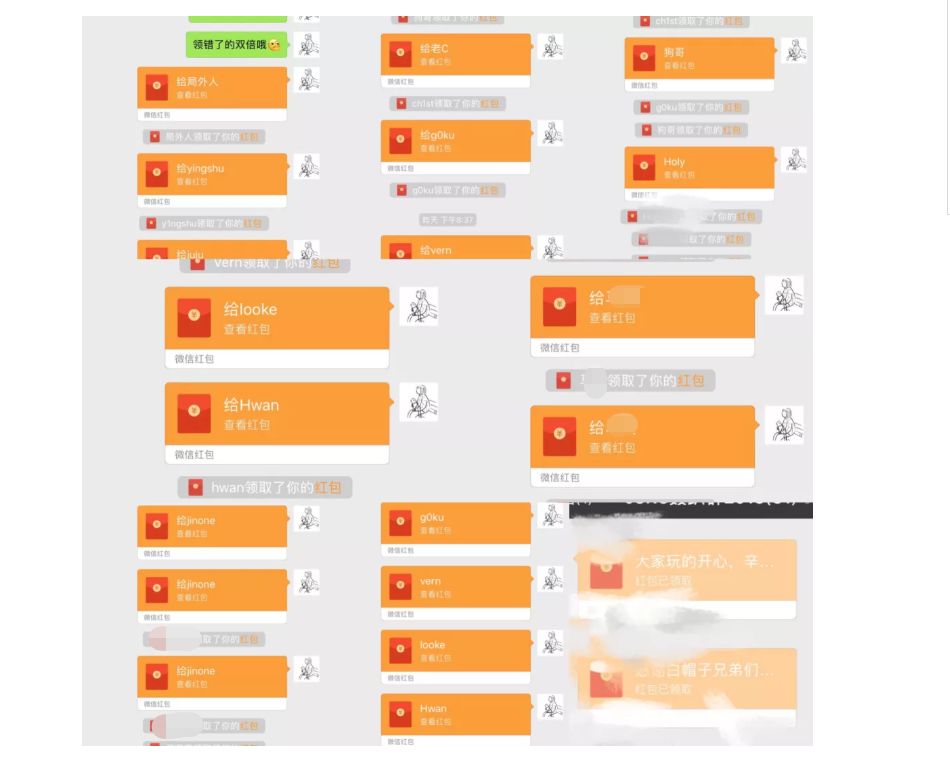 领错了的双倍哦
给局外人
查看红包
微信红包
局外人领取了你的红包
给yingshu
查看红包
微信红包
y1ngshu领取了你的红包
给juju
狗哥领取了你的红包
给老C
查看红包
微信红包
ch1st领取了你的红包
给g0ku
查看红包
微信红包
g0ku领取了你的红包
昨天 下午8:37
给vern
ch1st领取了你的红包
狗哥
查看红包
微信红包
g0ku领取了你的红包
狗哥领取了你的红包
Holy
查看红包
微信红包
了你的红包
领取了你的红包
vern领取了你的红包
给looke
查看红包
微信红包
给Hwan
查看红包
微信红包
hwan领取了你的红包
给
查看红包
微信红包
领取了你的红包
给
查看红包
微信红包
给jinone
查看红包
微信红包
给jinone
查看红包
微信红包
取了你的红包
给jinone
查看红包
微信红包
取了你的红包
g0ku
查看红包
微信红包
vern
查看红包
微信红包
looke
查看红包
微信红包
Hwan
查看红包
微信红包
大家玩的开心、辛...
红包已领取
白帽子兄弟们...
红包已领取